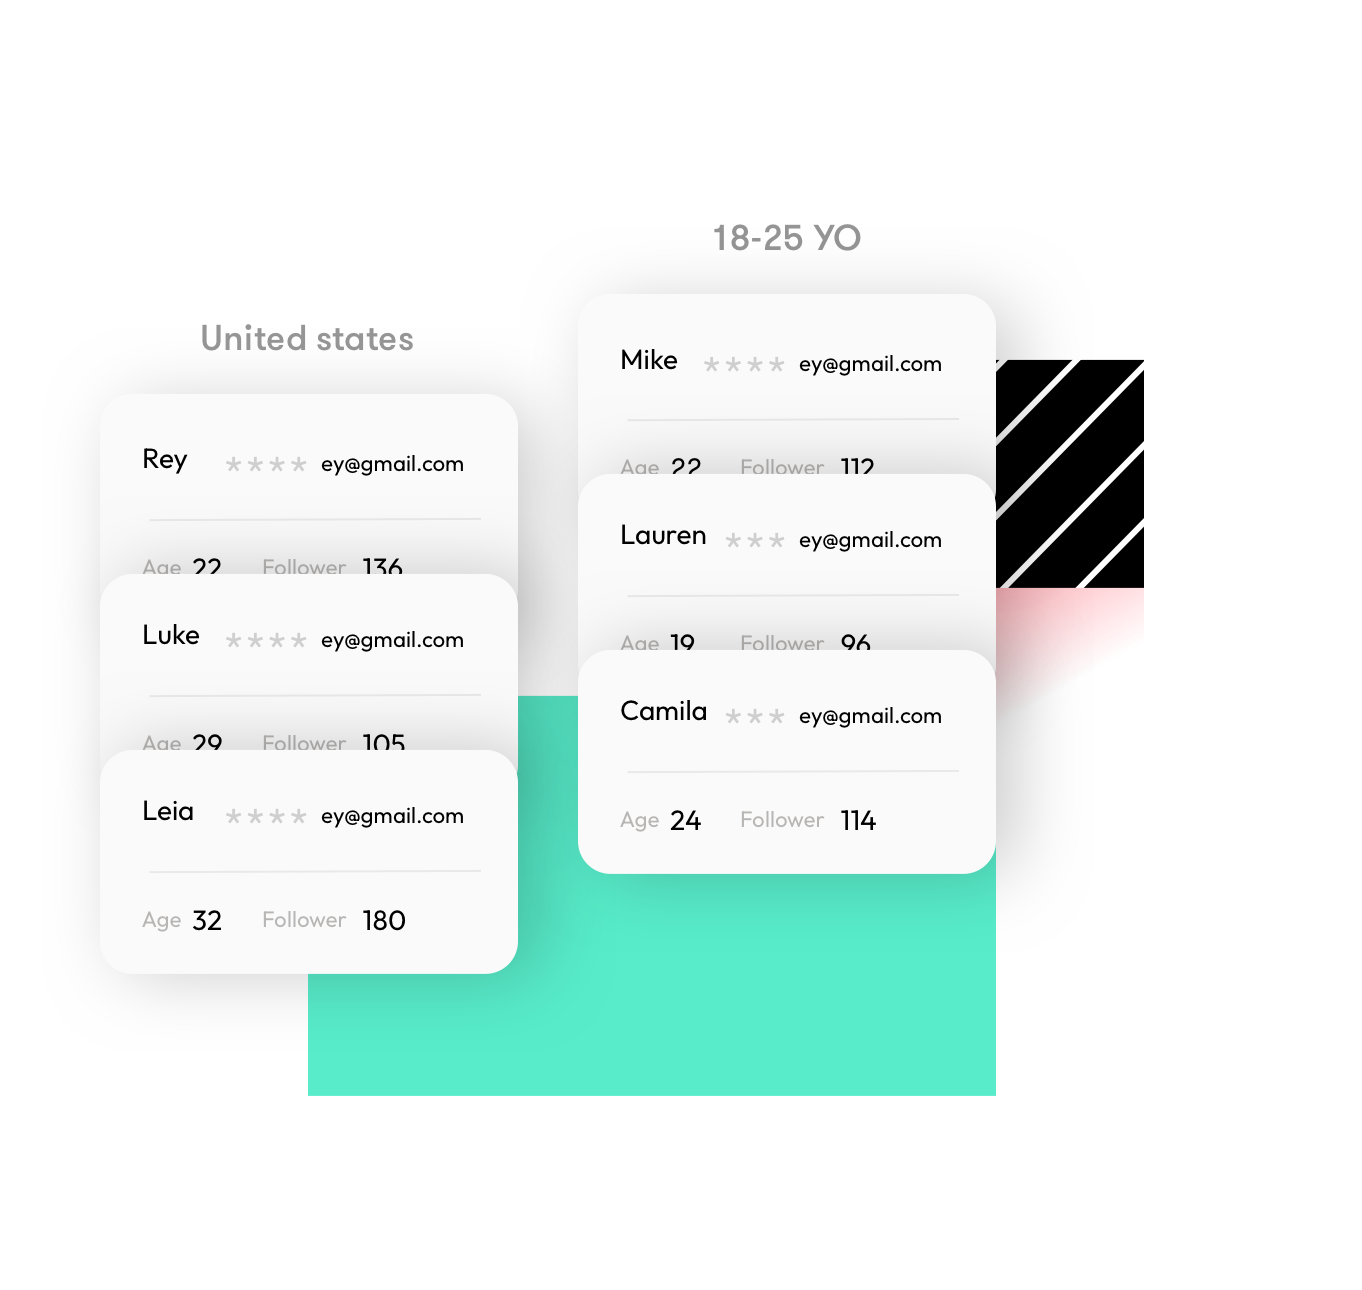 United states
Rey **** ey@gmail.com
Age 22 Follower 136
Luke **** ey@gmail.com
Age 29 Follower 105
Leia **** ey@gmail.com
Age 32 Follower 180
18-25 YO
Mike **** ey@gmail.com
Age 22 Follower 112
Lauren *** ey@gmail.com
Age 19 Follower 96
Camila *** ey@gmail.com
Age 24 Follower 114